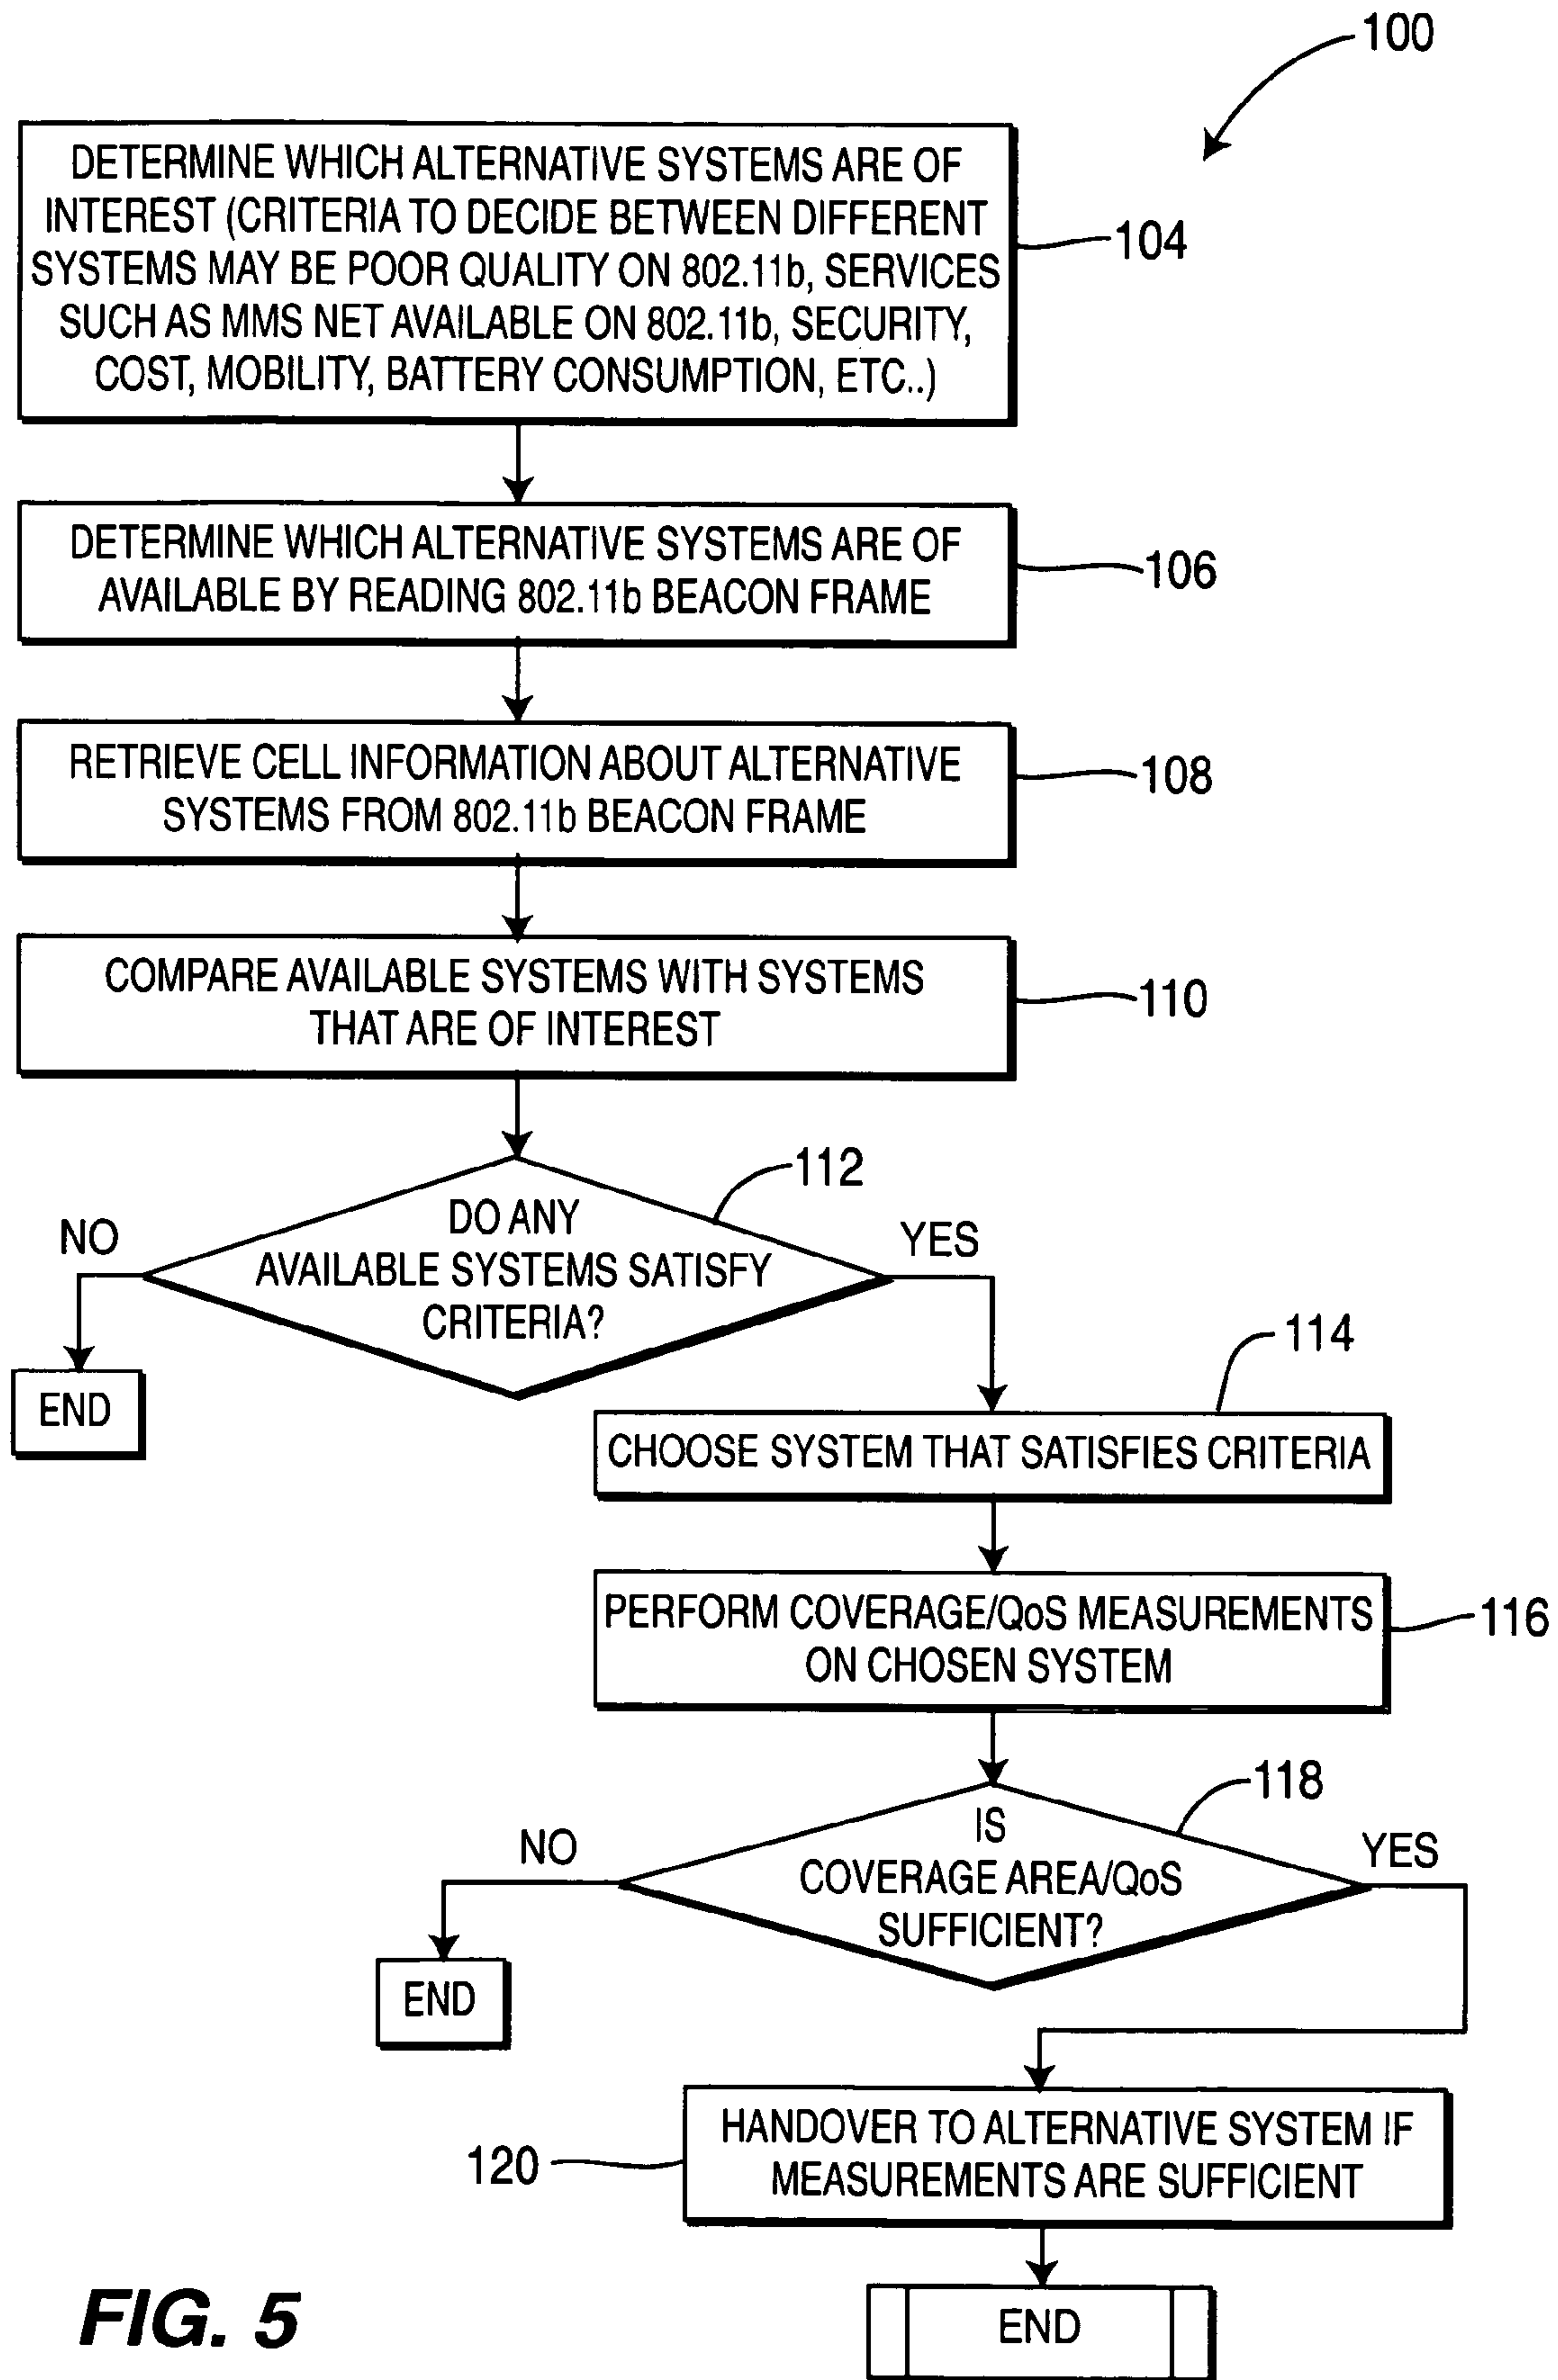 100
DETERMINE WHICH ALTERNATIVE SYSTEMS ARE OF
INTEREST (CRITERIA TO DECIDE BETWEEN DIFFERENT
SYSTEMS MAY BE POOR QUALITY ON 802.11b, SERVICES
SUCH AS MMS NET AVAILABLE ON 802.11b, SECURITY,
COST, MOBILITY, BATTERY CONSUMPTION, ETC..)
104
DETERMINE WHICH ALTERNATIVE SYSTEMS ARE OF
AVAILABLE BY READING 802.11b BEACON FRAME
106
RETRIEVE CELL INFORMATION ABOUT ALTERNATIVE
SYSTEMS FROM 802.11b BEACON FRAME
108
COMPARE AVAILABLE SYSTEMS WITH SYSTEMS
THAT ARE OF INTEREST
110
112
DO ANY
AVAILABLE SYSTEMS SATISFY
CRITERIA?
NO
YES
END
114
CHOOSE SYSTEM THAT SATISFIES CRITERIA
PERFORM COVERAGE/QoS MEASUREMENTS
ON CHOSEN SYSTEM
116
118
IS
COVERAGE AREA/QoS
SUFFICIENT?
NO
YES
END
HANDOVER TO ALTERNATIVE SYSTEM IF
MEASUREMENTS ARE SUFFICIENT
120
END
FIG. 5